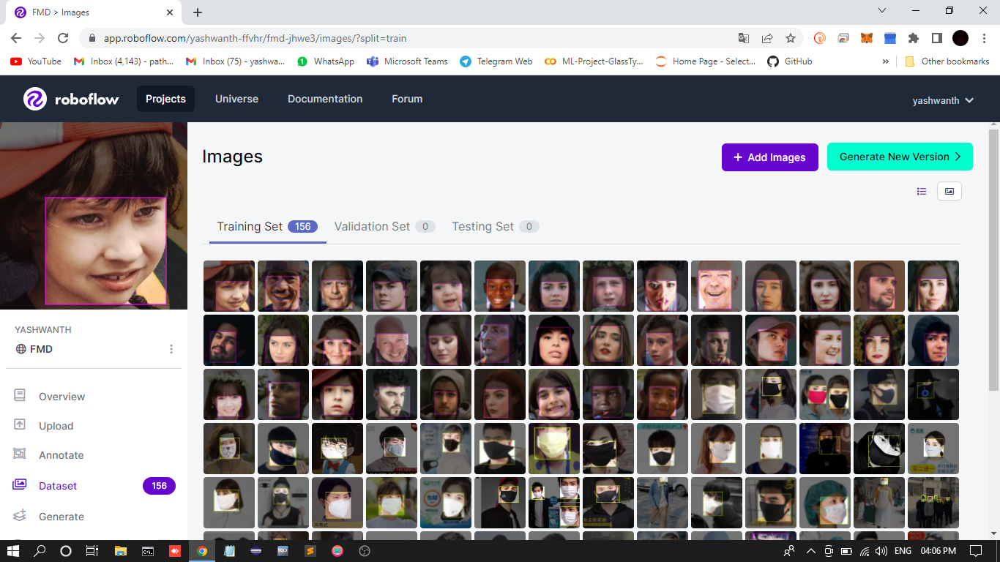 FMD > Images
app.roboflow.com/yashwanth-ffvhr/fmd-jhwe3/images/?split=train
YouTube
Inbox (4,143) - path...
Inbox (75) - yashwa...
WhatsApp
Microsoft Teams
Telegram Web
ML-Project-GlassTy...
Home Page - Select...
GitHub
Other bookmarks
roboflow
Projects
Universe
Documentation
Forum
yashwanth
Images
+ Add Images
Generate New Version
Training Set 156
Validation Set 0
Testing Set 0
YASHWANTH
FMD
Overview
Upload
Annotate
Dataset 156
Generate
ENG
04:06 PM